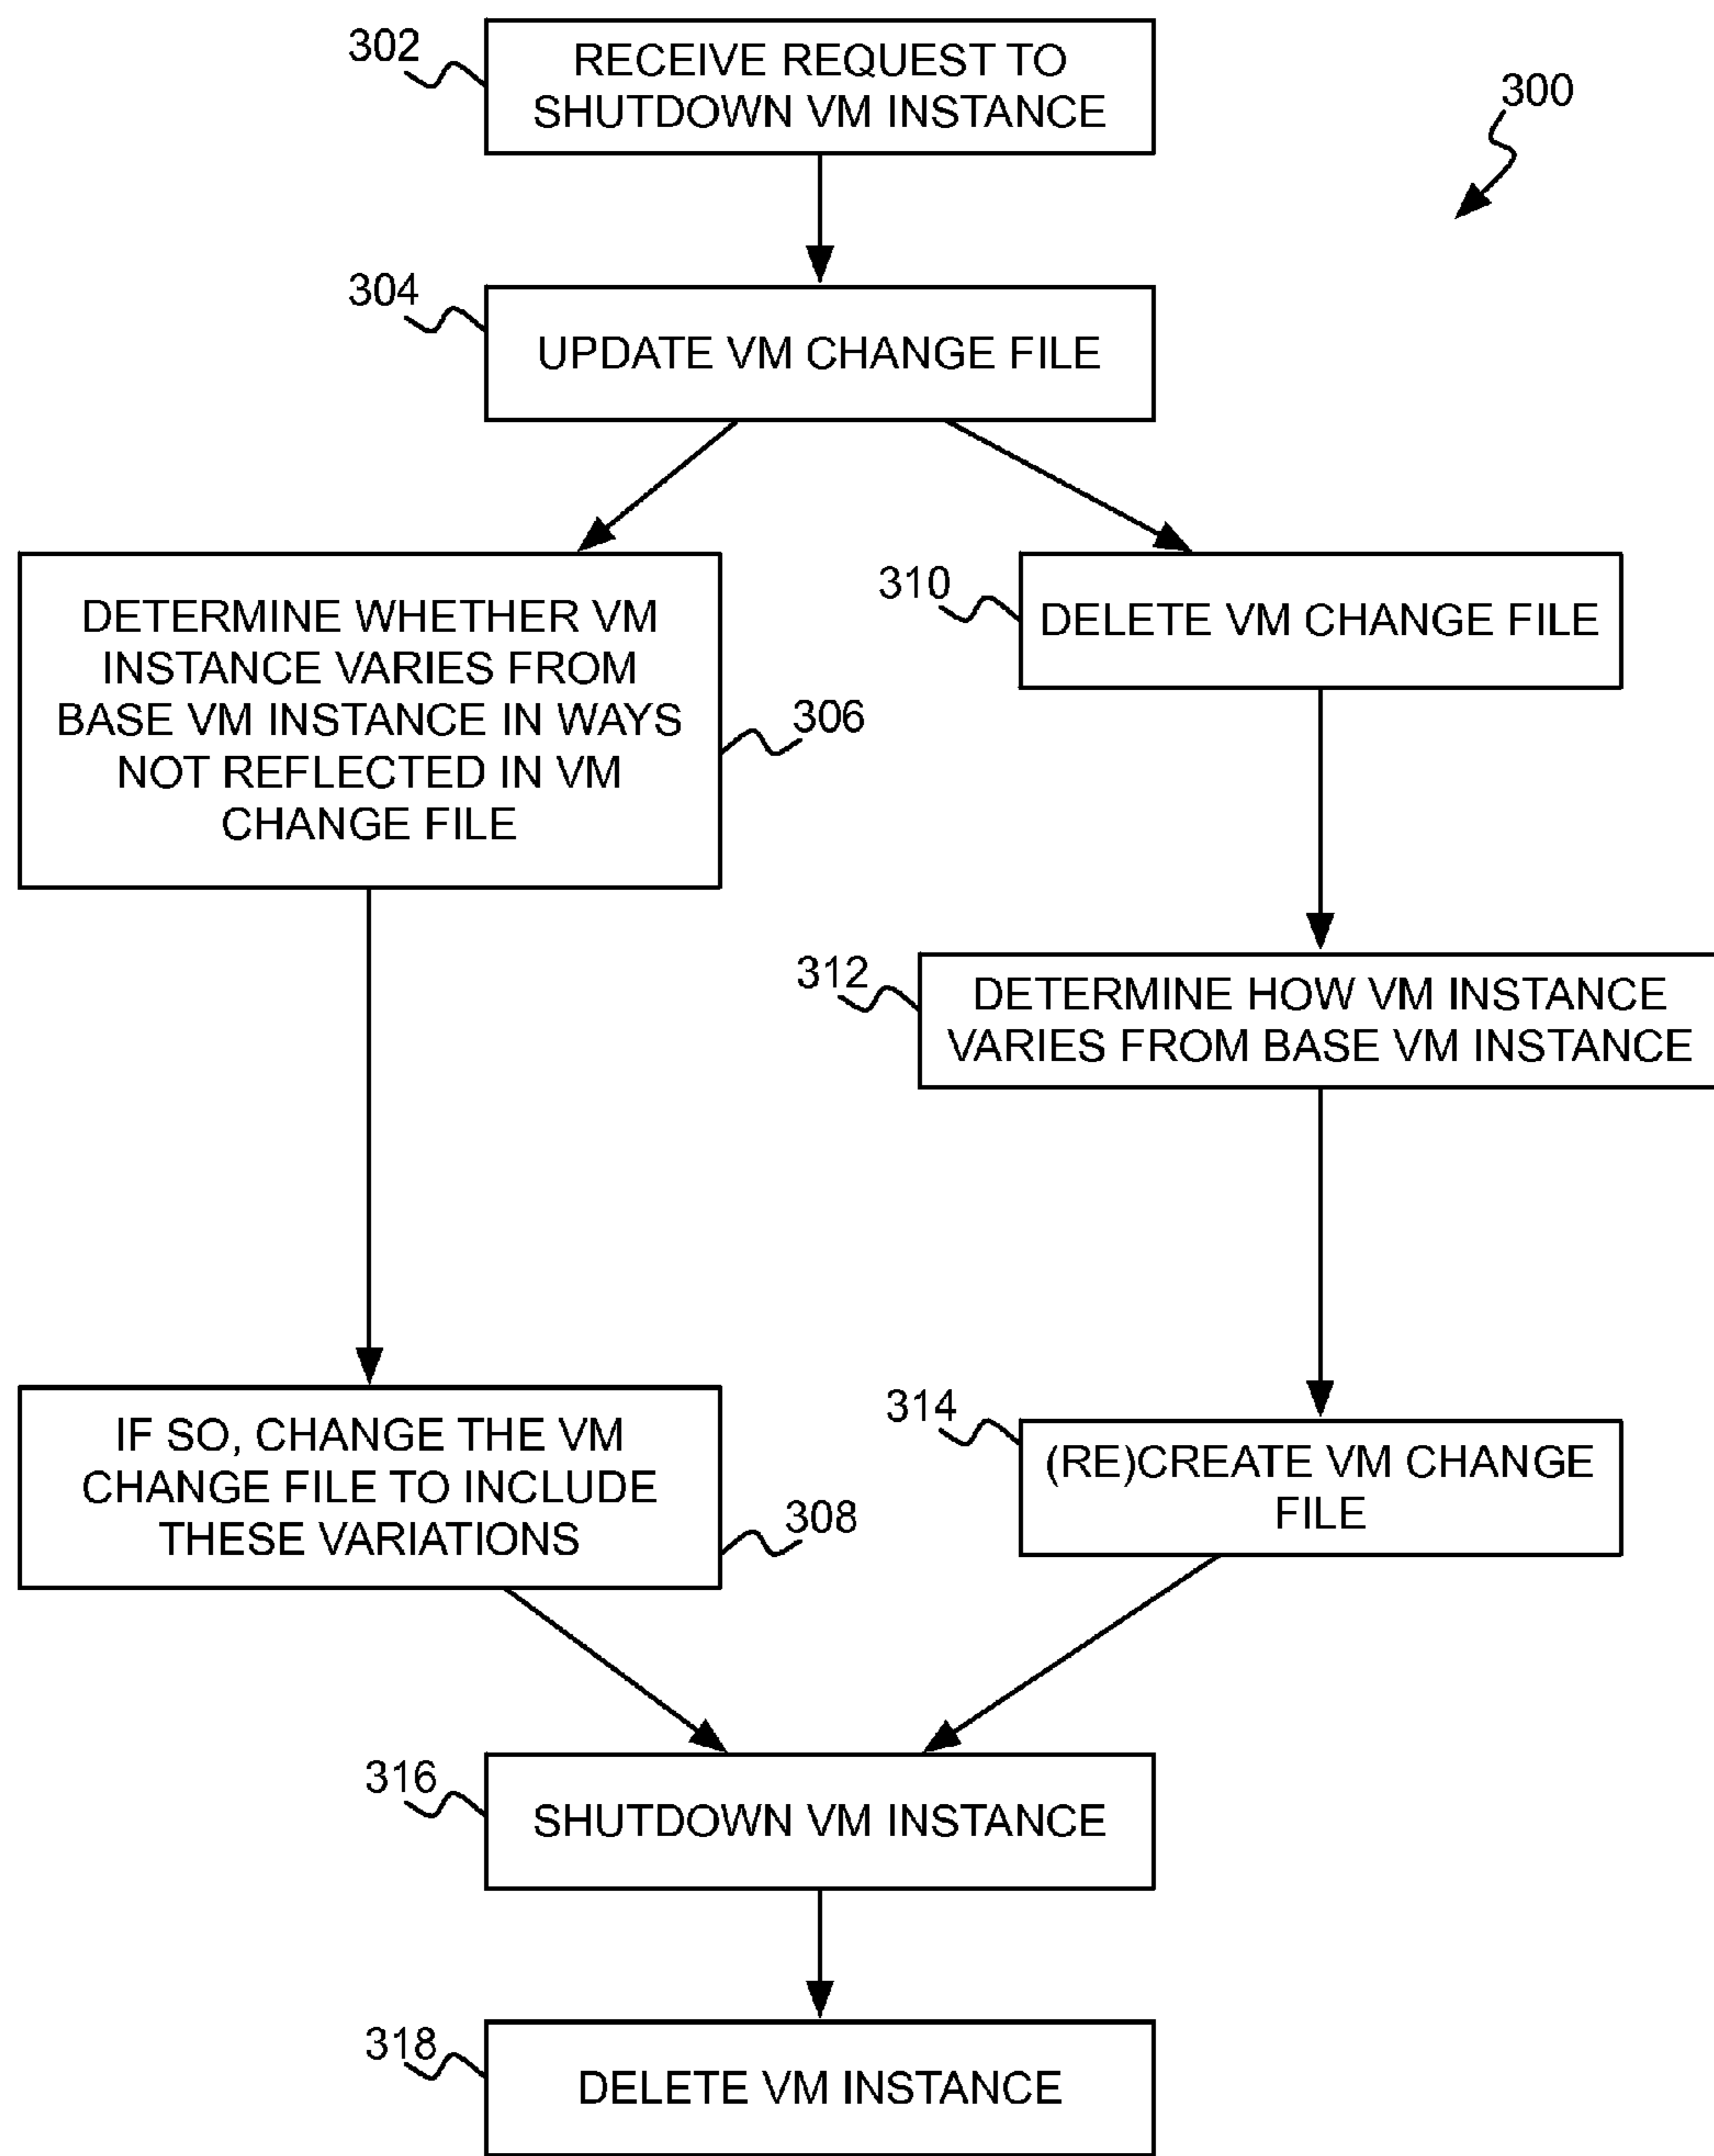 302
RECEIVE REQUEST TO
SHUTDOWN VM INSTANCE
300
304
UPDATE VM CHANGE FILE
DETERMINE WHETHER VM
INSTANCE VARIES FROM
BASE VM INSTANCE IN WAYS
NOT REFLECTED IN VM
CHANGE FILE
306
310
DELETE VM CHANGE FILE
312
DETERMINE HOW VM INSTANCE
VARIES FROM BASE VM INSTANCE
IF SO, CHANGE THE VM
CHANGE FILE TO INCLUDE
THESE VARIATIONS
308
314
(RE)CREATE VM CHANGE
FILE
316
SHUTDOWN VM INSTANCE
318
DELETE VM INSTANCE